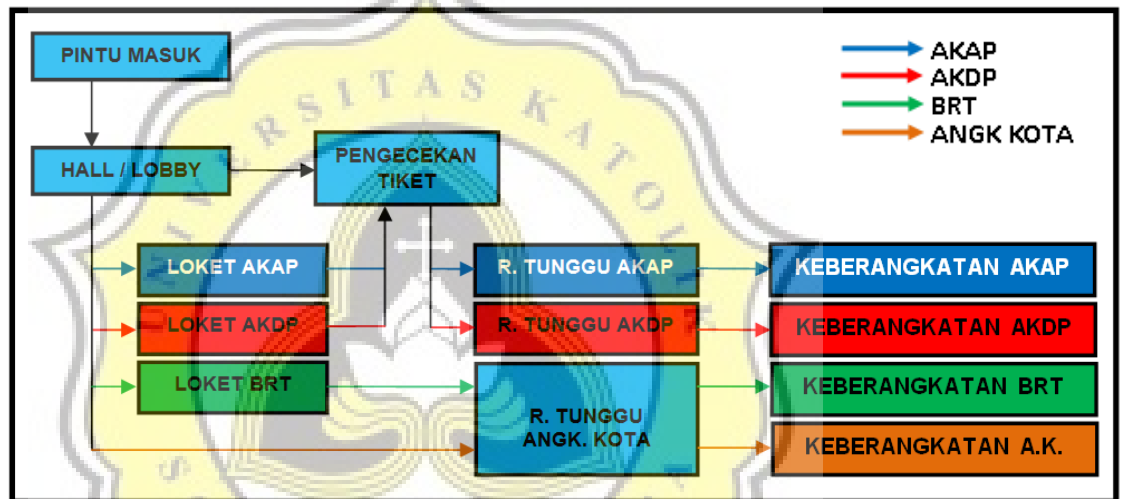 PINTU MASUK
AKAP
AKDP
BRT
ANGK KOTA
HALL / LOBBY
PENGECEKAN
TIKET
LOKET AKAP
R. TUNGGU AKAP
KEBERANGKATAN AKAP
LOKET AKDP
R. TUNGGU AKDP
KEBERANGKATAN AKDP
LOKET BRT
R. TUNGGU
ANGK. KOTA
KEBERANGKATAN BRT
KEBERANGKATAN A.K.